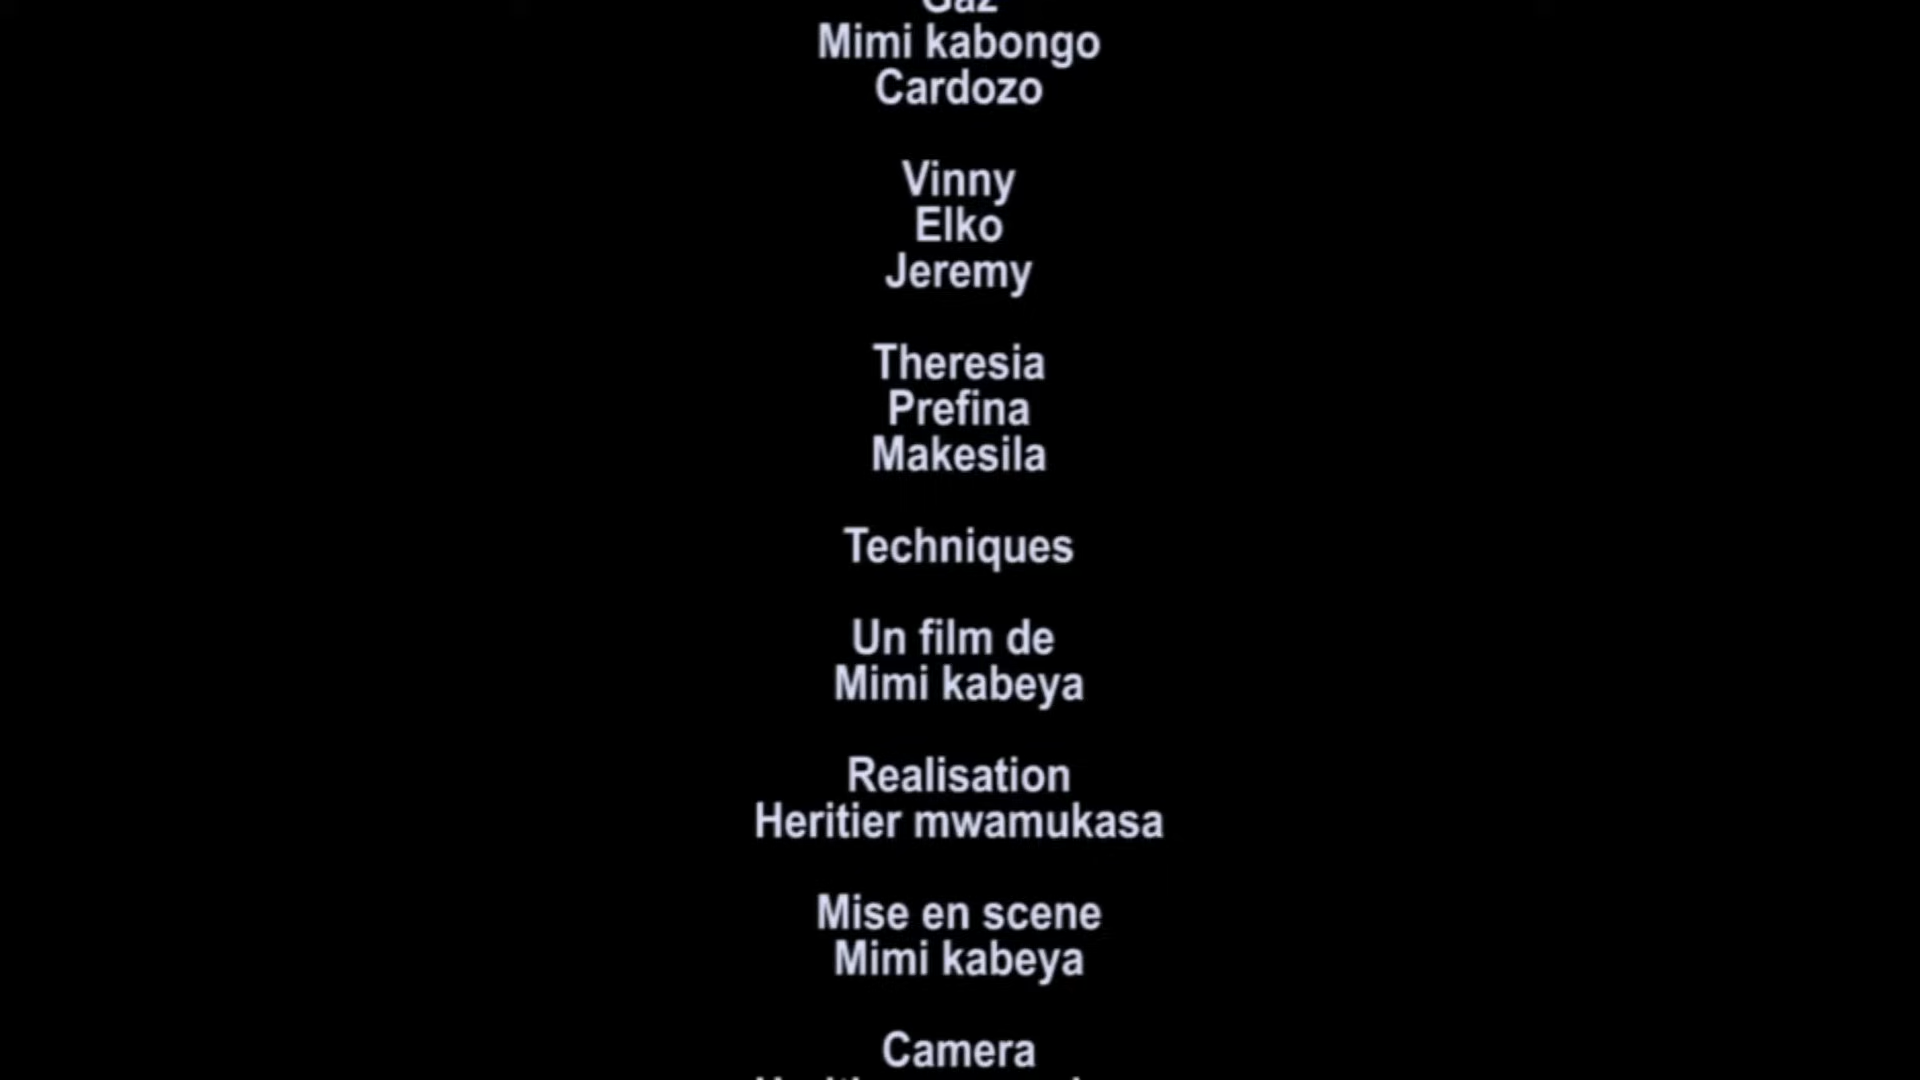 Gaz
Mimi kabongo
Cardozo
Vinny
Elko
Jeremy
Theresia
Prefina
Makesila
Techniques
Un film de
Mimi kabeya
Realisation
Heritier mwamukasa
Mise en scene
Mimi kabeya
Camera